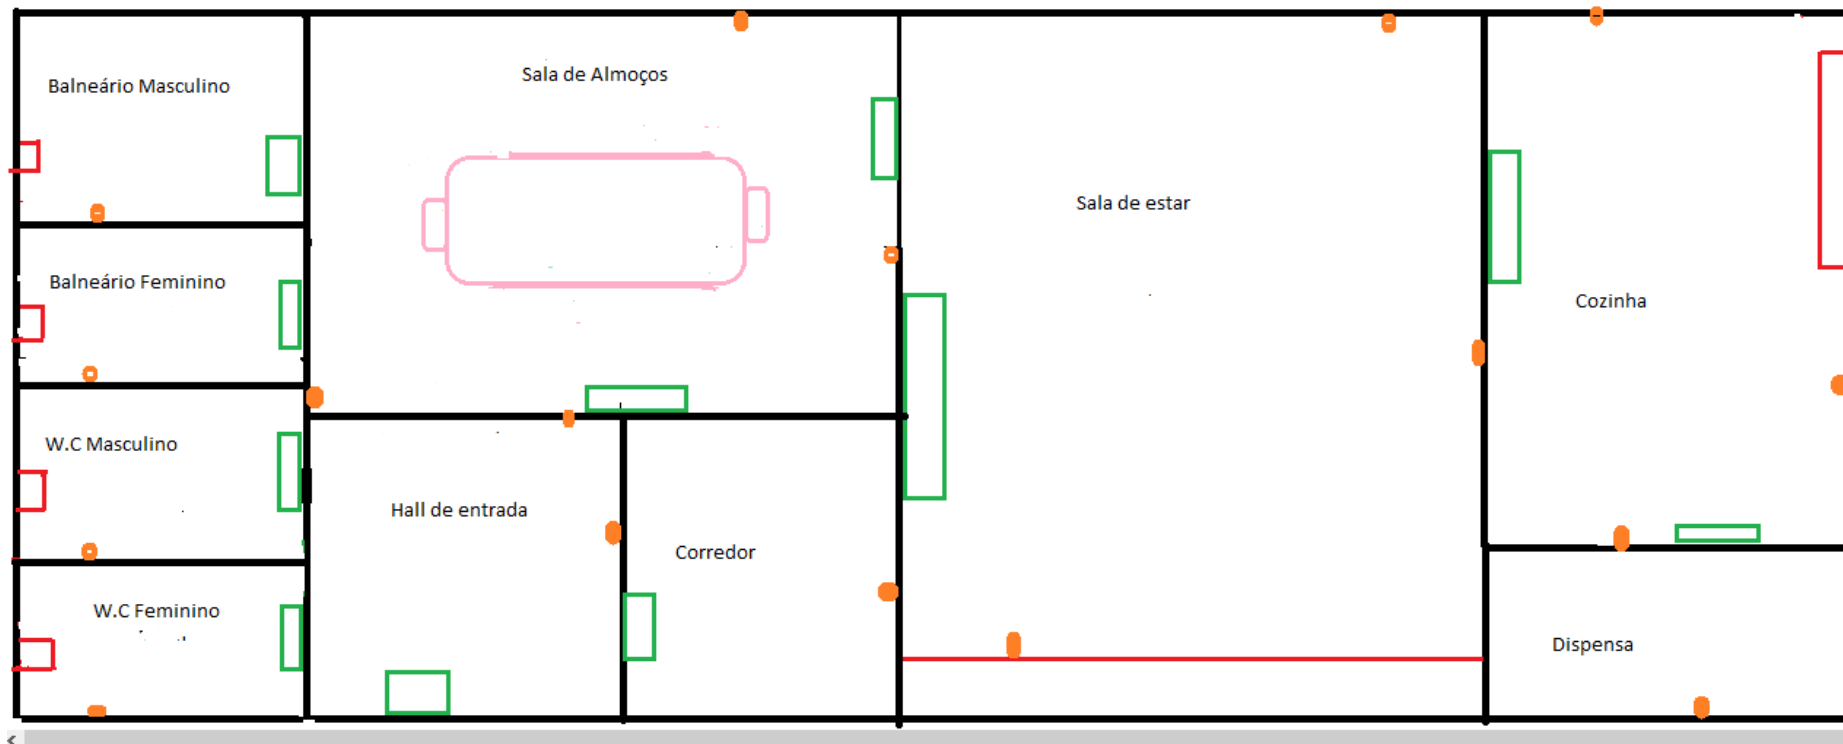 Balneário Masculino
Sala de Almoços
Sala de estar
Balneário Feminino
Cozinha
W.C Masculino
Hall de entrada
Corredor
W.C Feminino
Dispensa